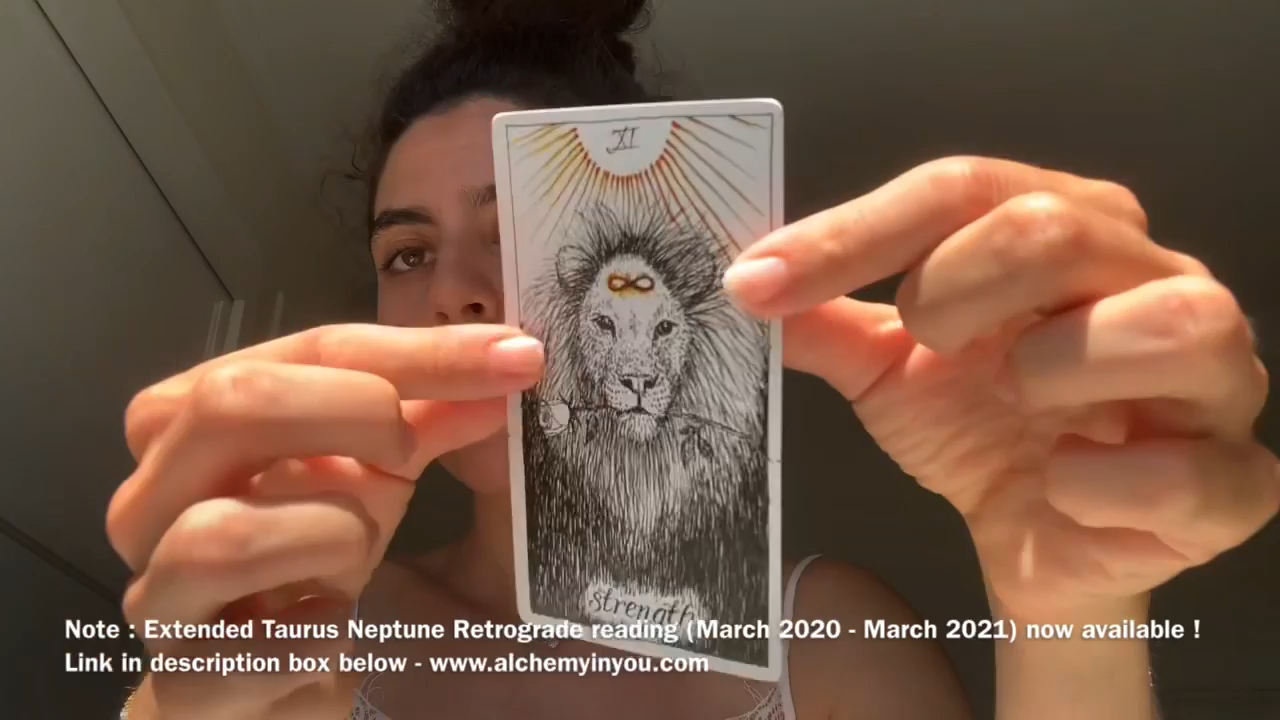 XI
strength
Note : Extended Taurus Neptune Retrograde reading (March 2020 - March 2021) now available !
Link in description box below - www.alchemyinyou.com